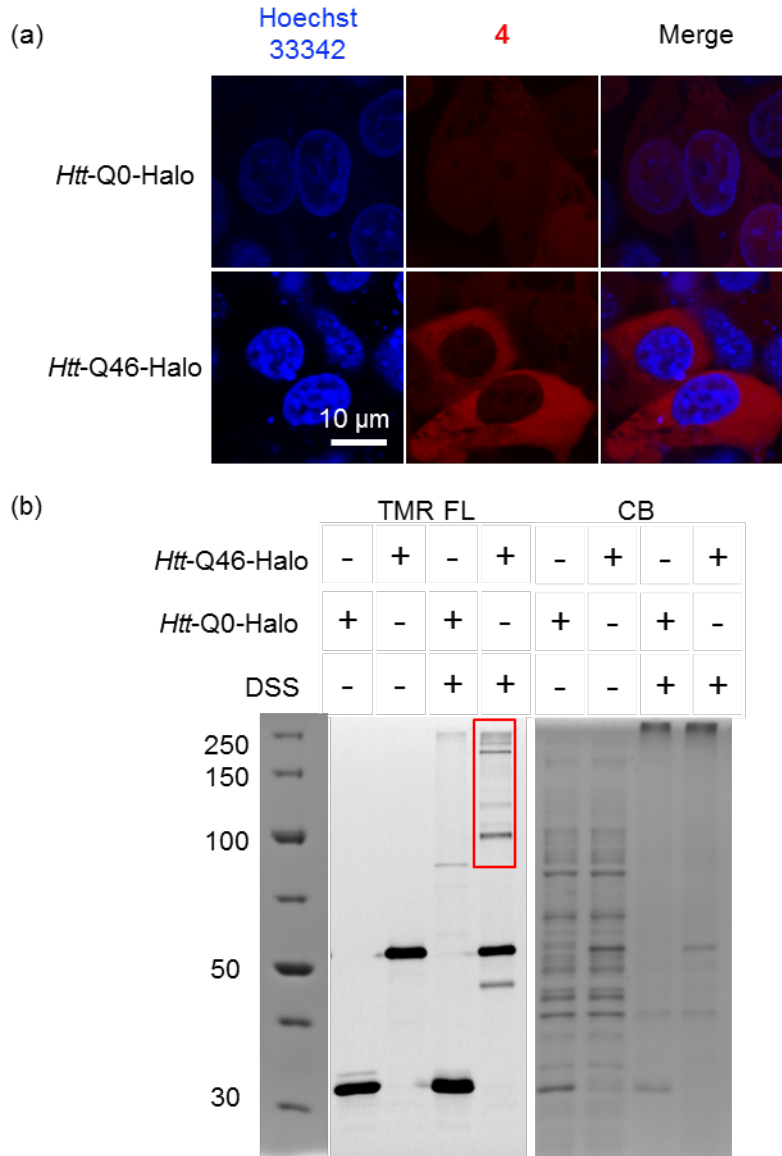 (a)
Hoechst
33342
4
Merge
Htt-Q0-Halo
Htt-Q46-Halo
10 µm
(b)
TMR FL CB
Htt-Q46-Halo - + - + - + - +
Htt-Q0-Halo + - + - + - + -
DSS - - + + - - + +
250
150
100
50
30